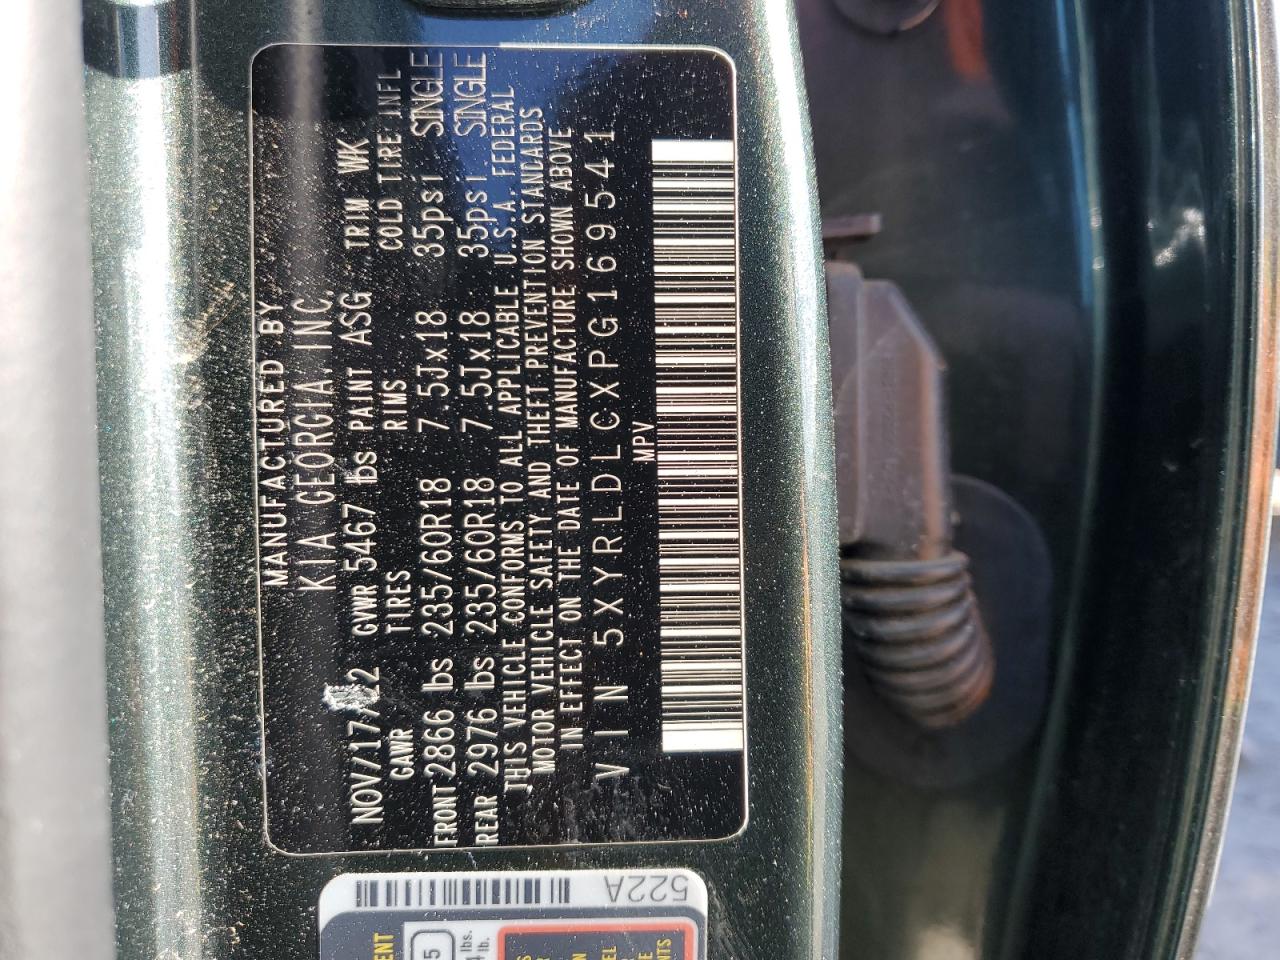 MANUFACTURED BY
KIA GEORGIA. INC.
NOV/17/22 GVWR 5467 lbs PAINT ASG TRIM WK
GAWR TIRES RIMS COLD TIRE INFL
FRONT 2866 lbs 235/60R18 7.5Jx18 35psi SINGLE
REAR 2976 lbs 235/60R18 7.5Jx18 35psi SINGLE
THIS VEHICLE CONFORMS TO ALL APPLICABLE U.S.A. FEDERAL
MOTOR VEHICLE SAFETY AND THEFT PREVENTION STANDARDS
IN EFFECT ON THE DATE OF MANUFACTURE SHOWN ABOVE
VIN 5XYRLDLCXPG169541
MPV
522A